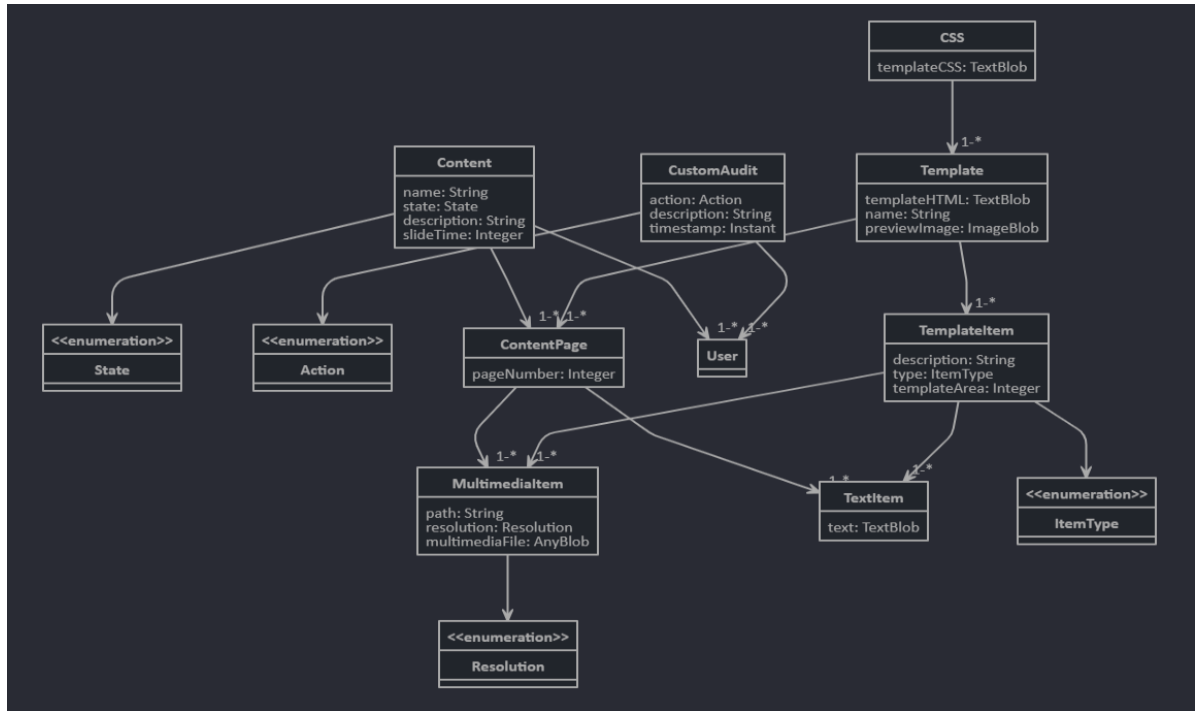 CSS
templateCSS: TextBlob
1-*
Content
name: String
state: State
description: String
slideTime: Integer
CustomAudit
action: Action
description: String
timestamp: Instant
Template
templateHTML: TextBlob
name: String
previewImage: ImageBlob
1-*
1-*
1-*
1-*
1-*
<<enumeration>>
State
<<enumeration>>
Action
ContentPage
pageNumber: Integer
User
TemplateItem
description: String
type: ItemType
templateArea: Integer
1-*
1-*
1-*
1-*
MultimediaItem
path: String
resolution: Resolution
multimediaFile: AnyBlob
TextItem
text: TextBlob
<<enumeration>>
ItemType
<<enumeration>>
Resolution